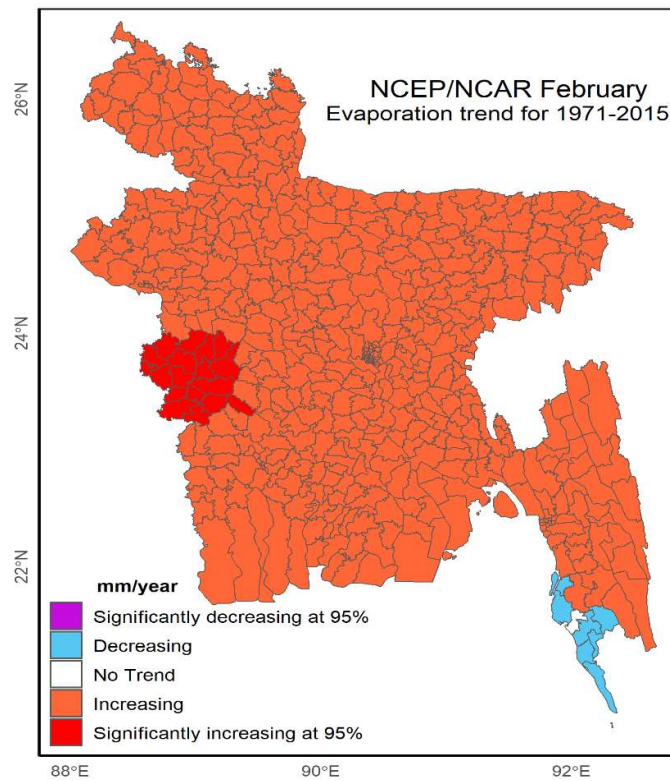 NCEP/NCAR February
Evaporation trend for 1971-2015
26°N
24°N
22°N
mm/year
Significantly decreasing at 95%
Decreasing
No Trend
Increasing
Significantly increasing at 95%
88°E 90°E 92°E